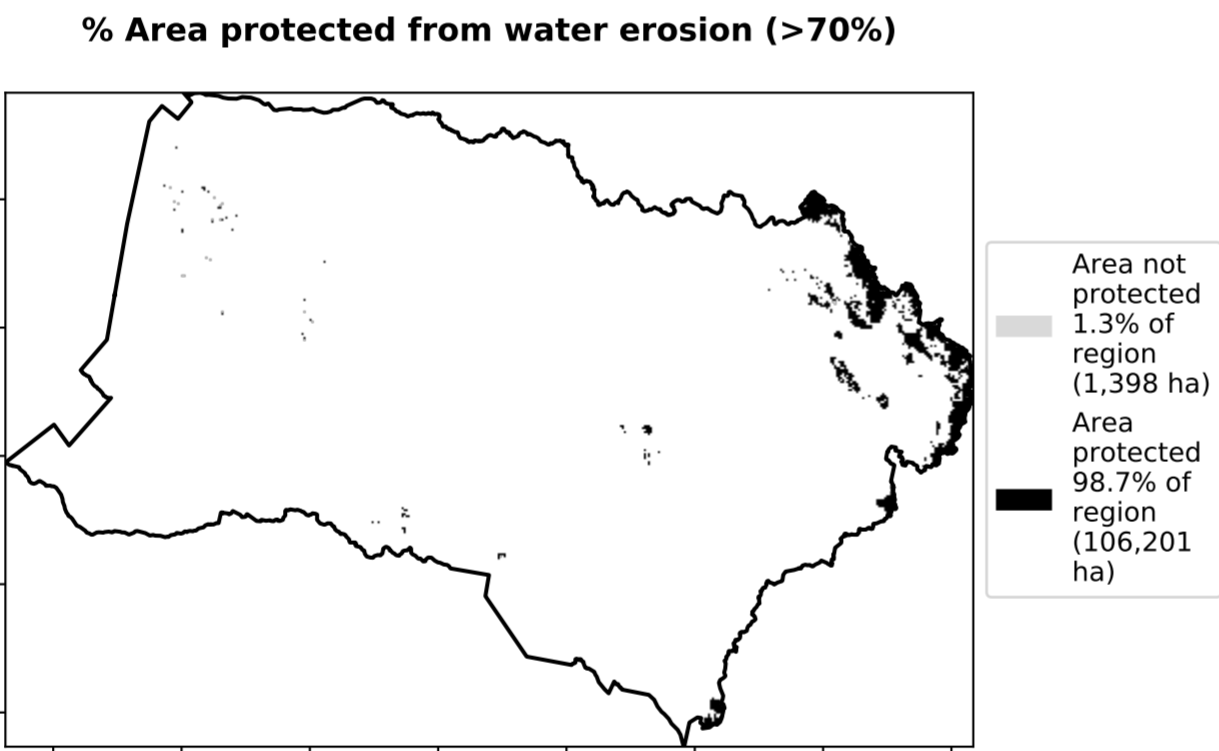 % Area protected from water erosion (>70%)
Area not
protected
1.3% of
region
(1,398 ha)
Area
protected
98.7% of
region
(106,201
ha)